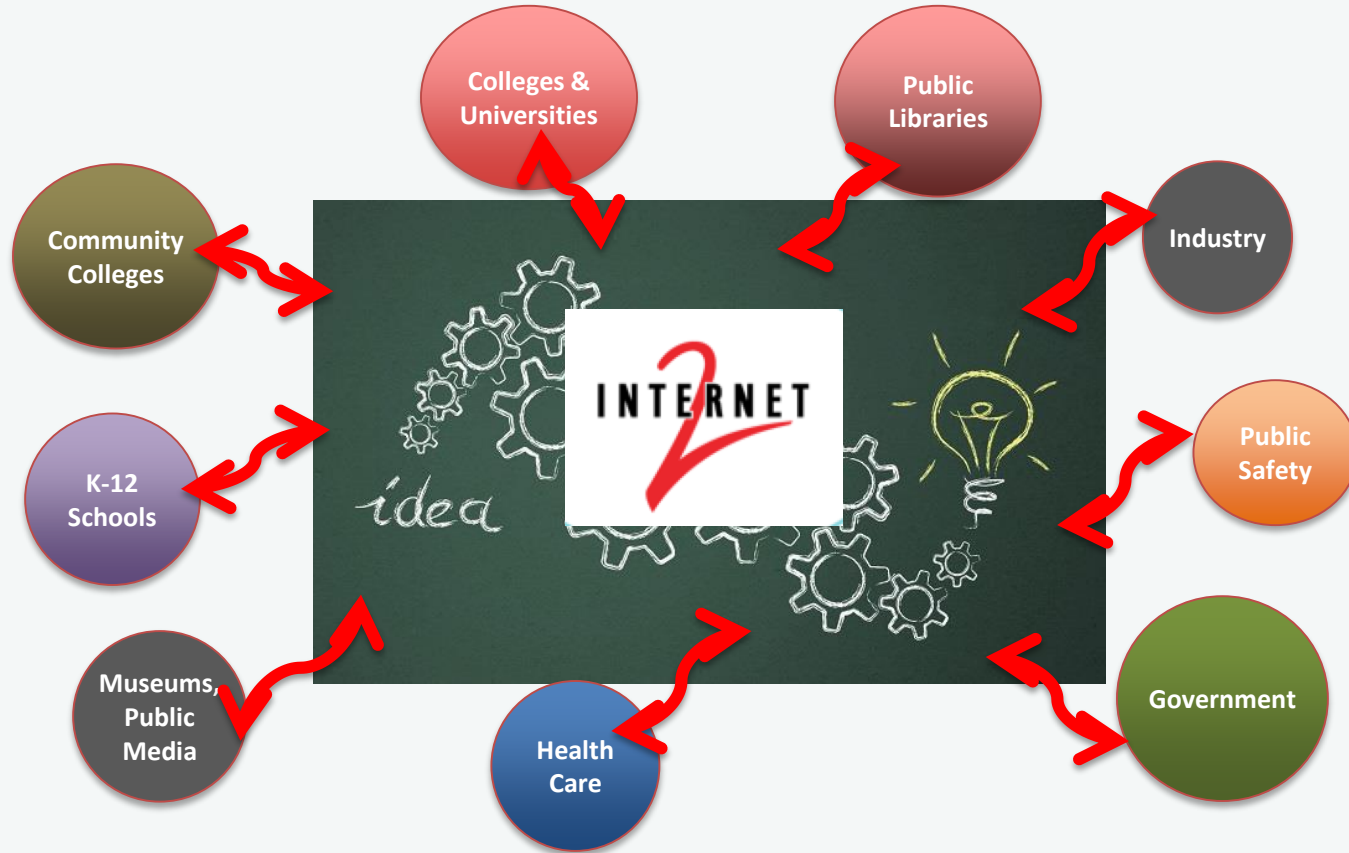 Colleges &
Universities
Public
Libraries
Community
Colleges
Industry
INTERNET
2
Public
Safety
K-12
Schools
idea
Museums,
Public
Media
Government
Health
Care